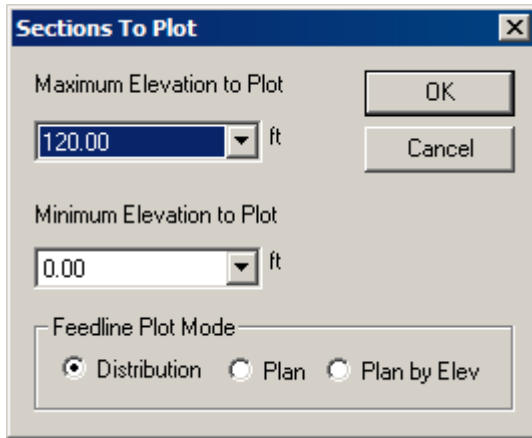 Sections To Plot
Maximum Elevation to Plot
OK
120.00 ft
Cancel
Minimum Elevation to Plot
0.00 ft
Feedline Plot Mode
Distribution Plan Plan by Elev